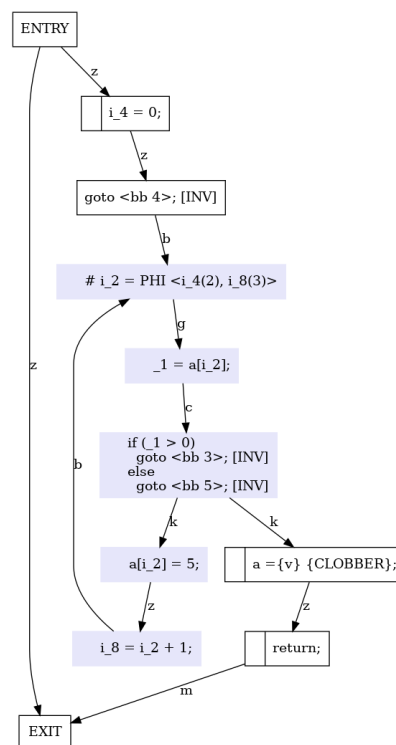 ENTRY
z
i_4 = 0;
z
goto <bb 4>; [INV]
b
# i_2 = PHI <i_4(2), i_8(3)>
g
_1 = a[i_2];
z
c
b
if (_1 > 0)
goto <bb 3>; [INV]
else
goto <bb 5>; [INV]
k
k
a[i_2] = 5;
a ={v} {CLOBBER};
z
z
i_8 = i_2 + 1;
return;
m
EXIT